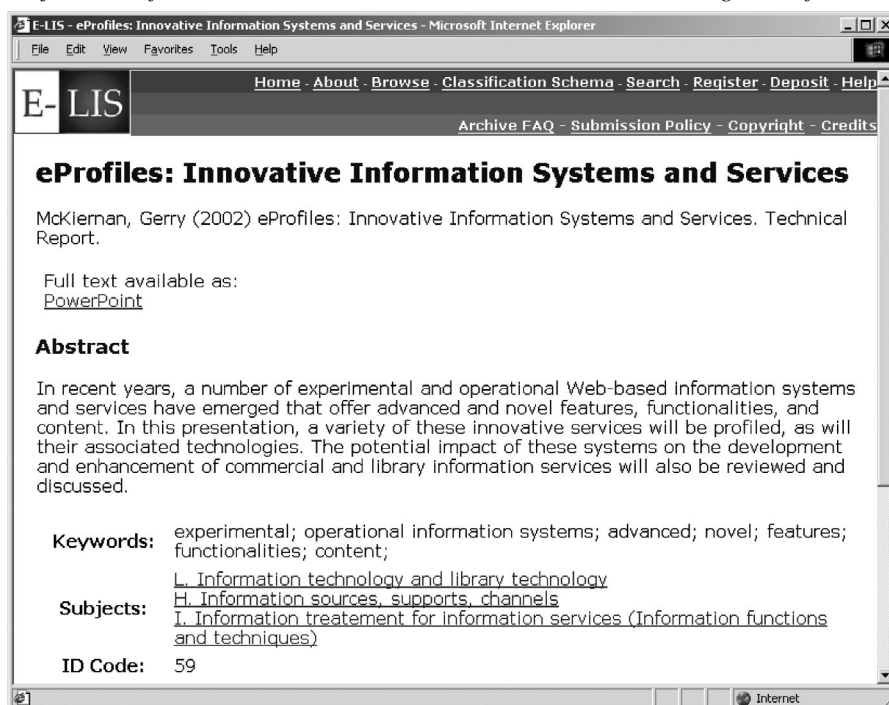 E-LIS - eProfiles: Innovative Information Systems and Services - Microsoft Internet Explorer
File Edit View Favorites Tools Help
E-LIS
Home - About - Browse - Classification Schema - Search - Register - Deposit - Help
Archive FAQ - Submission Policy - Copyright - Credits
eProfiles: Innovative Information Systems and Services
McKiernan, Gerry (2002) eProfiles: Innovative Information Systems and Services. Technical
Report.
Full text available as:
PowerPoint
Abstract
In recent years, a number of experimental and operational Web-based information systems
and services have emerged that offer advanced and novel features, functionalities, and
content. In this presentation, a variety of these innovative services will be profiled, as will
their associated technologies. The potential impact of these systems on the development
and enhancement of commercial and library information services will also be reviewed and
discussed.
Keywords: experimental; operational information systems; advanced; novel; features;
functionalities; content;
Subjects: L. Information technology and library technology
H. Information sources, supports, channels
I. Information treatement for information services (Information functions
and techniques)
ID Code: 59
Internet